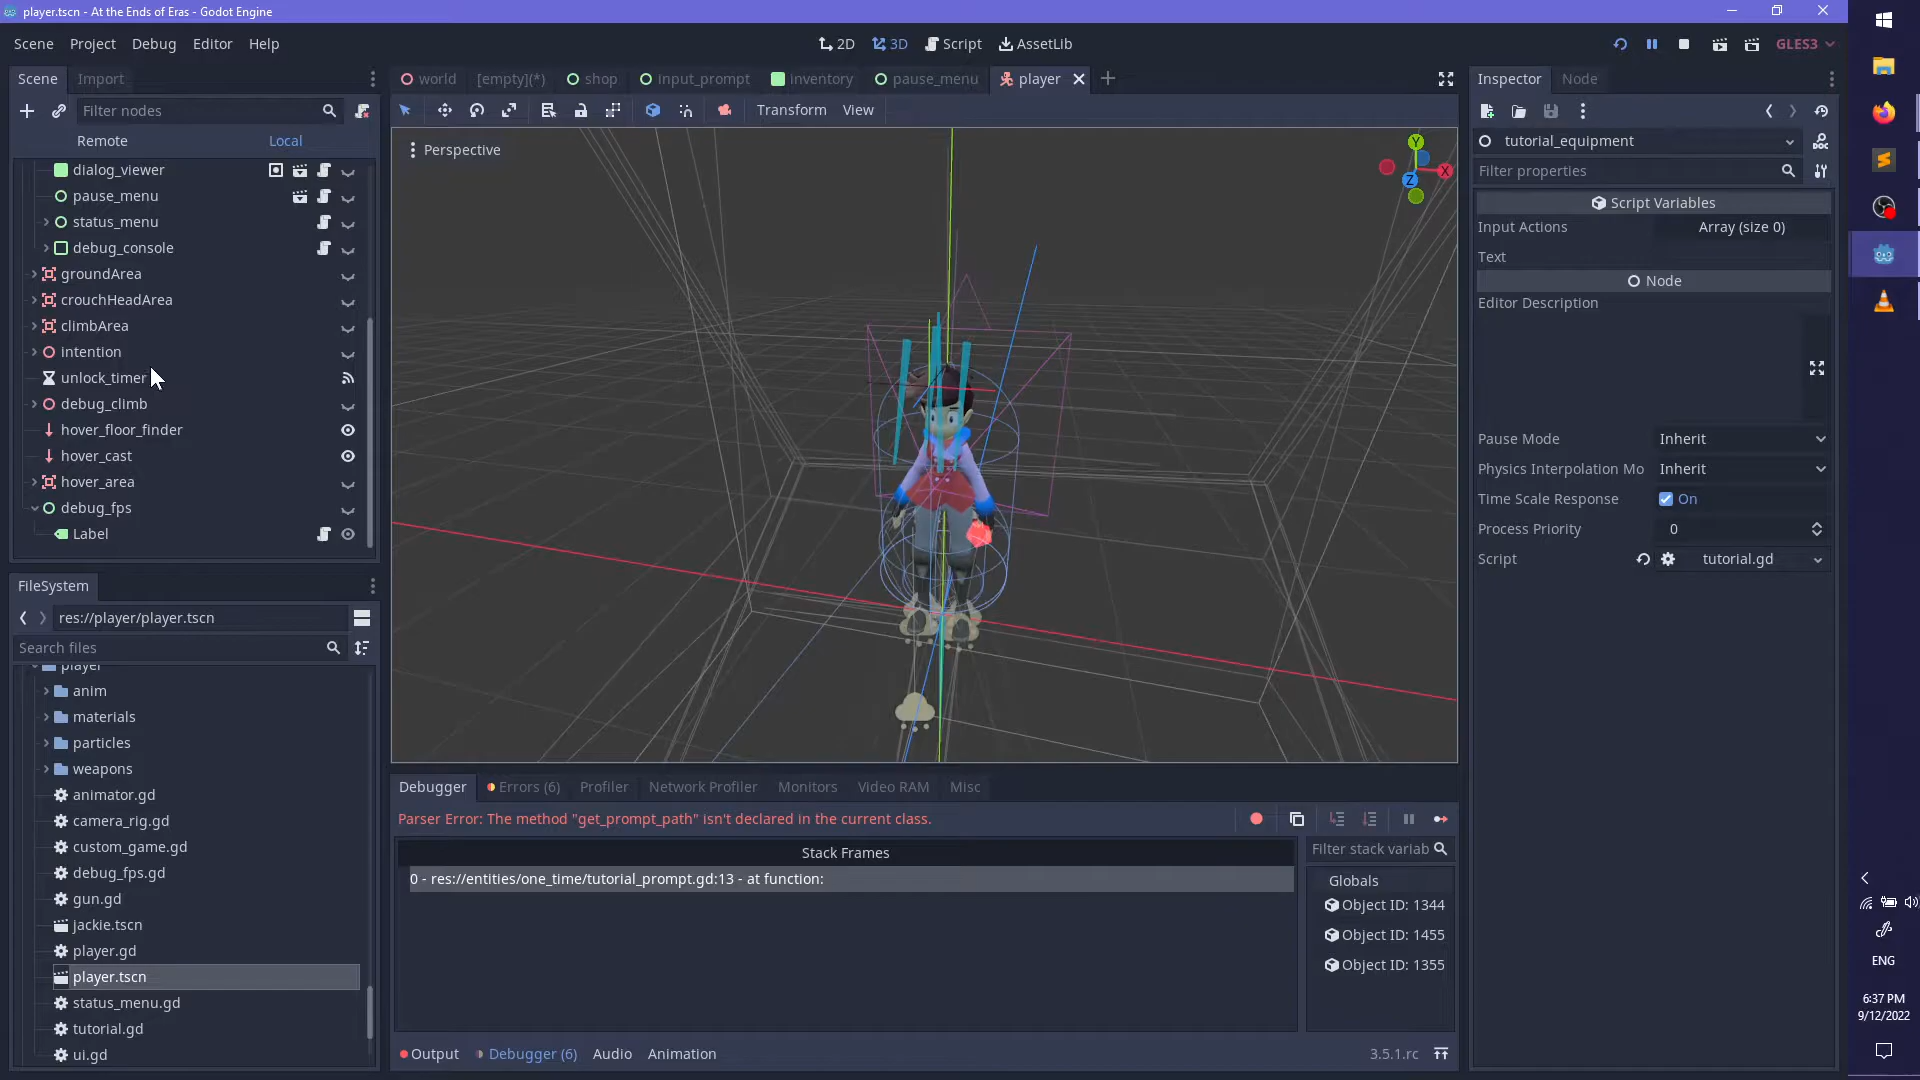 player.tscn - At the Ends of Eras - Godot Engine
Scene Project Debug Editor Help
2D 3D Script AssetLib
GLES3
Scene Import
Filter nodes
Remote Local
dialog_viewer
pause_menu
status_menu
debug_console
groundArea
crouchHeadArea
climbArea
intention
unlock_timer
debug_climb
hover_floor_finder
hover_cast
hover_area
debug_fps
Label
FileSystem
res://player/player.tscn
Search files
player
anim
materials
particles
weapons
animator.gd
camera_rig.gd
custom_game.gd
debug_fps.gd
gun.gd
jackie.tscn
player.gd
player.tscn
status_menu.gd
tutorial.gd
ui.gd
world [empty](*) shop input_prompt inventory pause_menu player
Transform View
Perspective
Y
X
Z
Debugger Errors (6) Profiler Network Profiler Monitors Video RAM Misc
Parser Error: The method "get_prompt_path" isn't declared in the current class.
Stack Frames
0 - res://entities/one_time/tutorial_prompt.gd:13 - at function:
Filter stack variab
Globals
Object ID: 1344
Object ID: 1455
Object ID: 1355
Output Debugger (6) Audio Animation
3.5.1.rc
Inspector Node
tutorial_equipment
DOC
Filter properties
Script Variables
Input Actions Array (size 0)
Text
Node
Editor Description
Pause Mode Inherit
Physics Interpolation Mo Inherit
Time Scale Response On
Process Priority 0
Script tutorial.gd
ENG
6:37 PM
9/12/2022